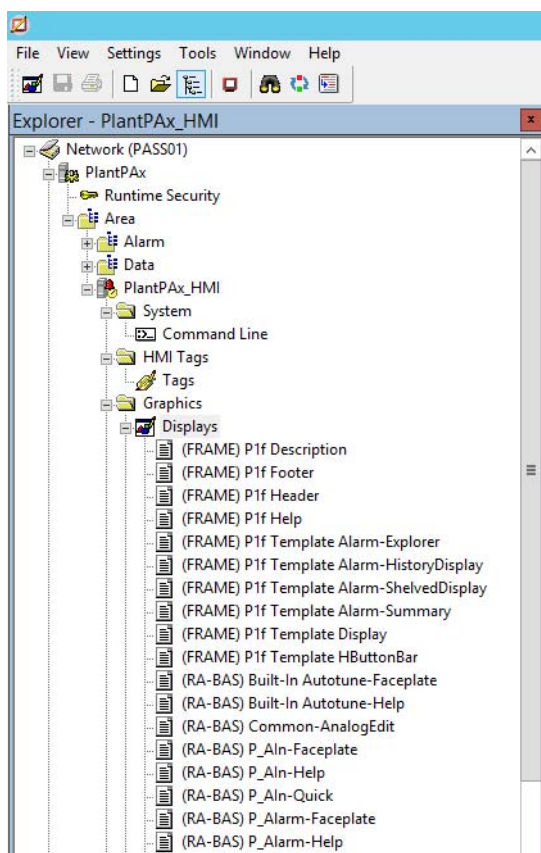 File View Settings Tools Window Help
Explorer - PlantPAx_HMI
Network (PASS01)
PlantPAx
Runtime Security
Area
Alarm
Data
PlantPAx_HMI
System
Command Line
HMI Tags
Tags
Graphics
Displays
(FRAME) P1f Description
(FRAME) P1f Footer
(FRAME) P1f Header
(FRAME) P1f Help
(FRAME) P1f Template Alarm-Explorer
(FRAME) P1f Template Alarm-HistoryDisplay
(FRAME) P1f Template Alarm-ShelvedDisplay
(FRAME) P1f Template Alarm-Summary
(FRAME) P1f Template Display
(FRAME) P1f Template HButtonBar
(RA-BAS) Built-In Autotune-Faceplate
(RA-BAS) Built-In Autotune-Help
(RA-BAS) Common-AnalogEdit
(RA-BAS) P_AIn-Faceplate
(RA-BAS) P_AIn-Help
(RA-BAS) P_AIn-Quick
(RA-BAS) P_Alarm-Faceplate
(RA-BAS) P_Alarm-Help